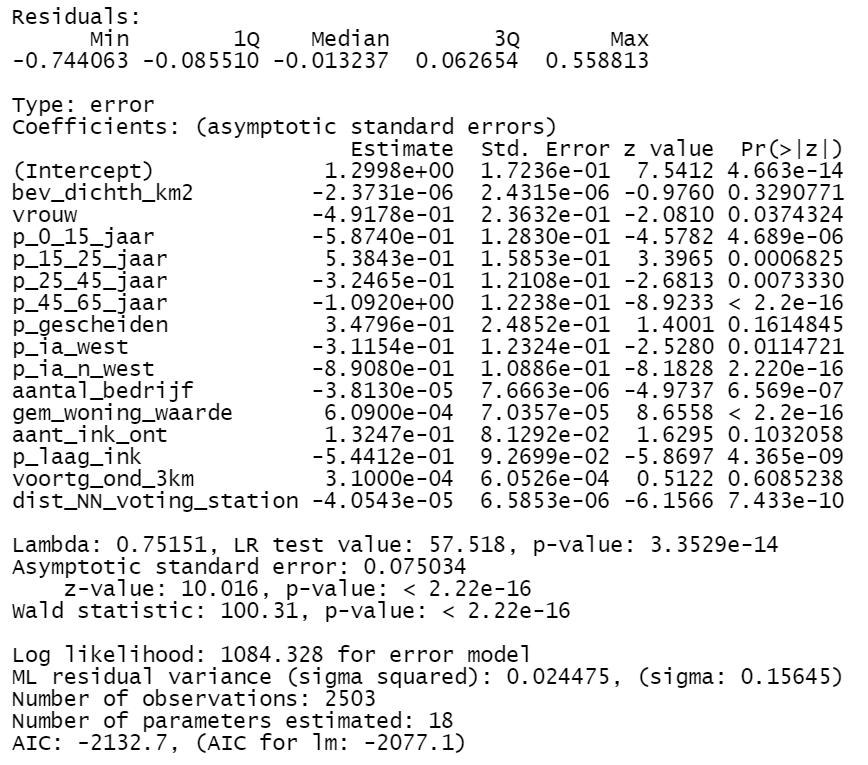 Residuals:
      Min        1Q    Median        3Q       Max
-0.744063 -0.085510 -0.013237  0.062654  0.558813

Type: error
Coefficients: (asymptotic standard errors)
                          Estimate  Std. Error z value  Pr(>|z|)
(Intercept)             1.2998e+00  1.7236e-01  7.5412 4.663e-14
bev_dichth_km2         -2.3731e-06  2.4315e-06 -0.9760 0.3290771
vrouw                  -4.9178e-01  2.3632e-01 -2.0810 0.0374324
p_0_15_jaar            -5.8740e-01  1.2830e-01 -4.5782 4.689e-06
p_15_25_jaar            5.3843e-01  1.5853e-01  3.3965 0.0006825
p_25_45_jaar           -3.2465e-01  1.2108e-01 -2.6813 0.0073330
p_45_65_jaar           -1.0920e+00  1.2238e-01 -8.9233 < 2.2e-16
p_gescheiden            3.4796e-01  2.4852e-01  1.4001 0.1614845
p_ia_west              -3.1154e-01  1.2324e-01 -2.5280 0.0114721
p_ia_n_west            -8.9080e-01  1.0886e-01 -8.1828 2.220e-16
aantal_bedrijf         -3.8130e-05  7.6663e-06 -4.9737 6.569e-07
gem_woning_waarde       6.0900e-04  7.0357e-05  8.6558 < 2.2e-16
aant_ink_ont            1.3247e-01  8.1292e-02  1.6295 0.1032058
p_laag_ink             -5.4412e-01  9.2699e-02 -5.8697 4.365e-09
voortg_ond_3km          3.1000e-04  6.0526e-04  0.5122 0.6085238
dist_NN_voting_station -4.0543e-05  6.5853e-06 -6.1566 7.433e-10

Lambda: 0.75151, LR test value: 57.518, p-value: 3.3529e-14
Asymptotic standard error: 0.075034
    z-value: 10.016, p-value: < 2.22e-16
Wald statistic: 100.31, p-value: < 2.22e-16

Log likelihood: 1084.328 for error model
ML residual variance (sigma squared): 0.024475, (sigma: 0.15645)
Number of observations: 2503
Number of parameters estimated: 18
AIC: -2132.7, (AIC for lm: -2077.1)